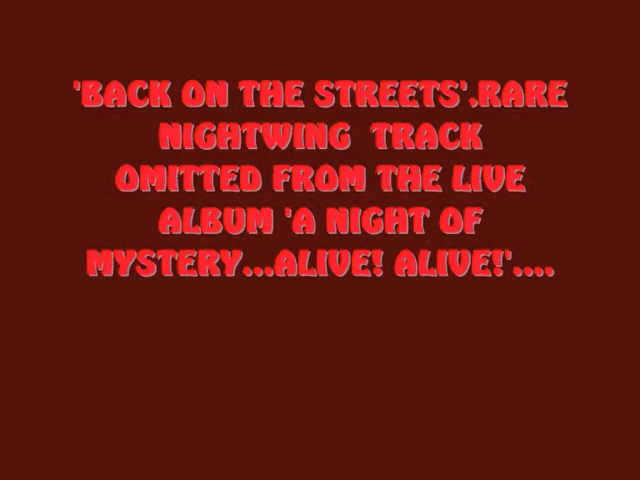 'BACK ON THE STREETS',RARE
NIGHTWING TRACK
OMITTED FROM THE LIVE
ALBUM 'A NIGHT OF
MYSTERY...ALIVE! ALIVE!'....